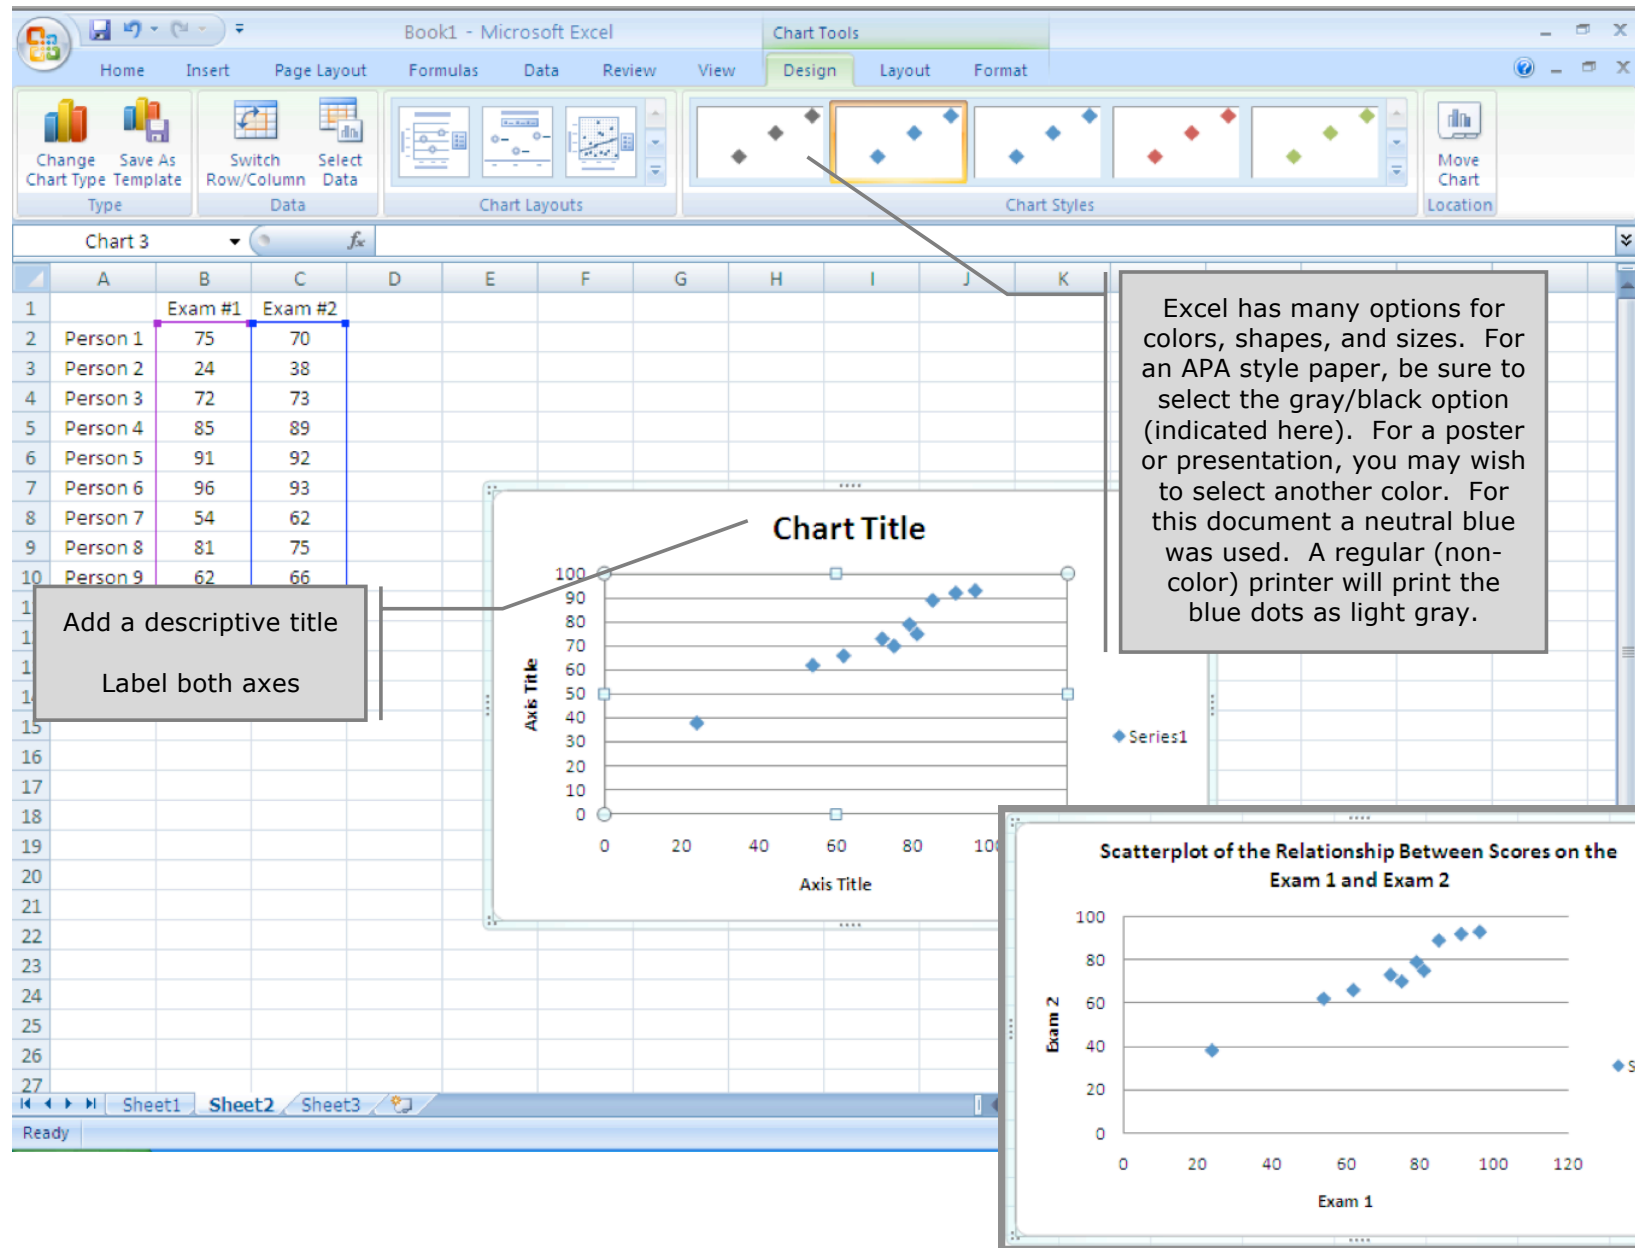 Book1 - Microsoft Excel
Chart Tools
Home Insert Page Layout Formulas Data Review View Design Layout Format
Change Chart Type
Save As Template
Switch Row/Column
Select Data
Move Chart
Type
Data
Chart Layouts
Chart Styles
Location
Chart 3
fx
A B C D E F G H I J K
1 Exam #1 Exam #2
2 Person 1 75 70
3 Person 2 24 38
4 Person 3 72 73
5 Person 4 85 89
6 Person 5 91 92
7 Person 6 96 93
8 Person 7 54 62
9 Person 8 81 75
10 Person 9 62 66
15
16
17
18
19
20
21
22
23
24
25
26
27
Add a descriptive title
Label both axes
Excel has many options for
colors, shapes, and sizes. For
an APA style paper, be sure to
select the gray/black option
(indicated here). For a poster
or presentation, you may wish
to select another color. For
this document a neutral blue
was used. A regular (non-
color) printer will print the
blue dots as light gray.
Chart Title
Axis Title
100
90
80
70
60
50
40
30
20
10
0
0 20 40 60 80 100
Axis Title
Series1
Scatterplot of the Relationship Between Scores on the
Exam 1 and Exam 2
Exam 2
100
80
60
40
20
0
0 20 40 60 80 100 120
Exam 1
Sheet1 Sheet2 Sheet3
Ready